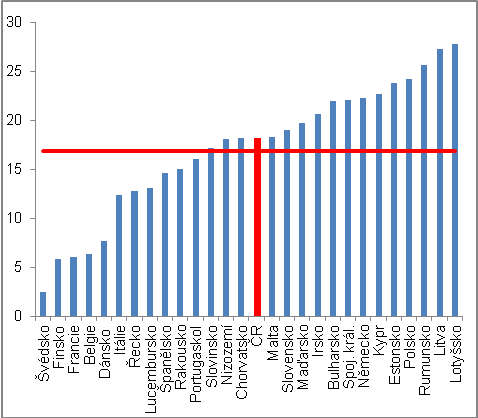 30
25
20
15
10
5
0
Švédsko
Finsko
Francie
Belgie
Dánsko
Itálie
Řecko
Lucembursko
Španělsko
Rakousko
Portugaskol
Slovinsko
Nizozemí
Chorvatsko
ČR
Malta
Slovensko
Maďarsko
Irsko
Bulharsko
Spoj. král.
Německo
Kypr
Estonsko
Polsko
Rumunsko
Litva
Lotyšsko